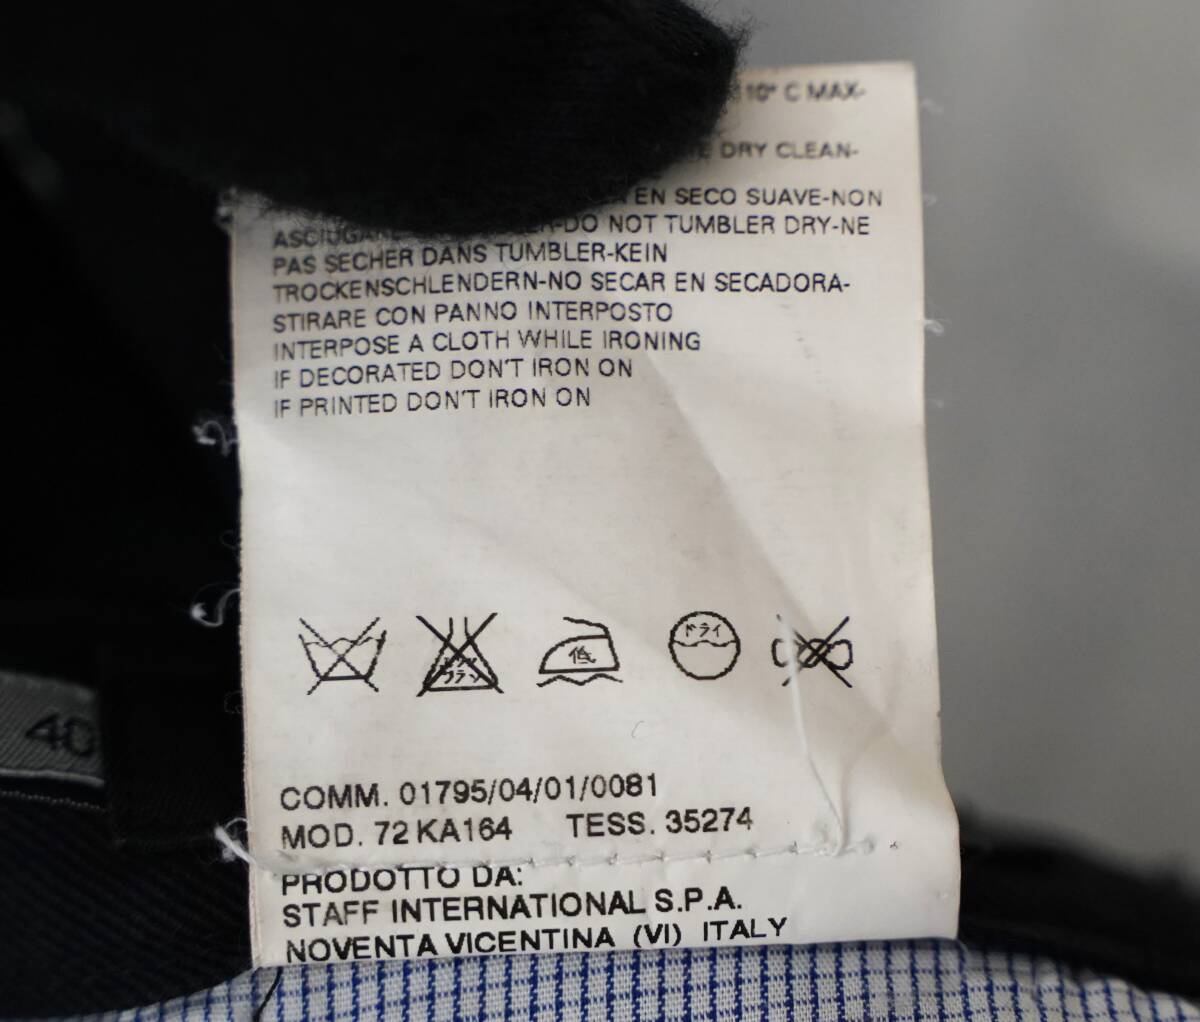 110° C MAX-
DRY CLEAN-
EN SECO SUAVE-NON
DO NOT TUMBLER DRY-NE
PAS SECHER DANS TUMBLER-KEIN
TROCKENSCHLENDERN-NO SECAR EN SECADORA-
STIRARE CON PANNO INTERPOSTO
INTERPOSE A CLOTH WHILE IRONING
IF DECORATED DON'T IRON ON
IF PRINTED DON'T IRON ON
低 ドライ
40
COMM. 01795/04/01/0081
MOD. 72 KA164 TESS. 35274
PRODOTTO DA:
STAFF INTERNATIONAL S.P.A.
NOVENTA VICENTINA (VI) ITALY